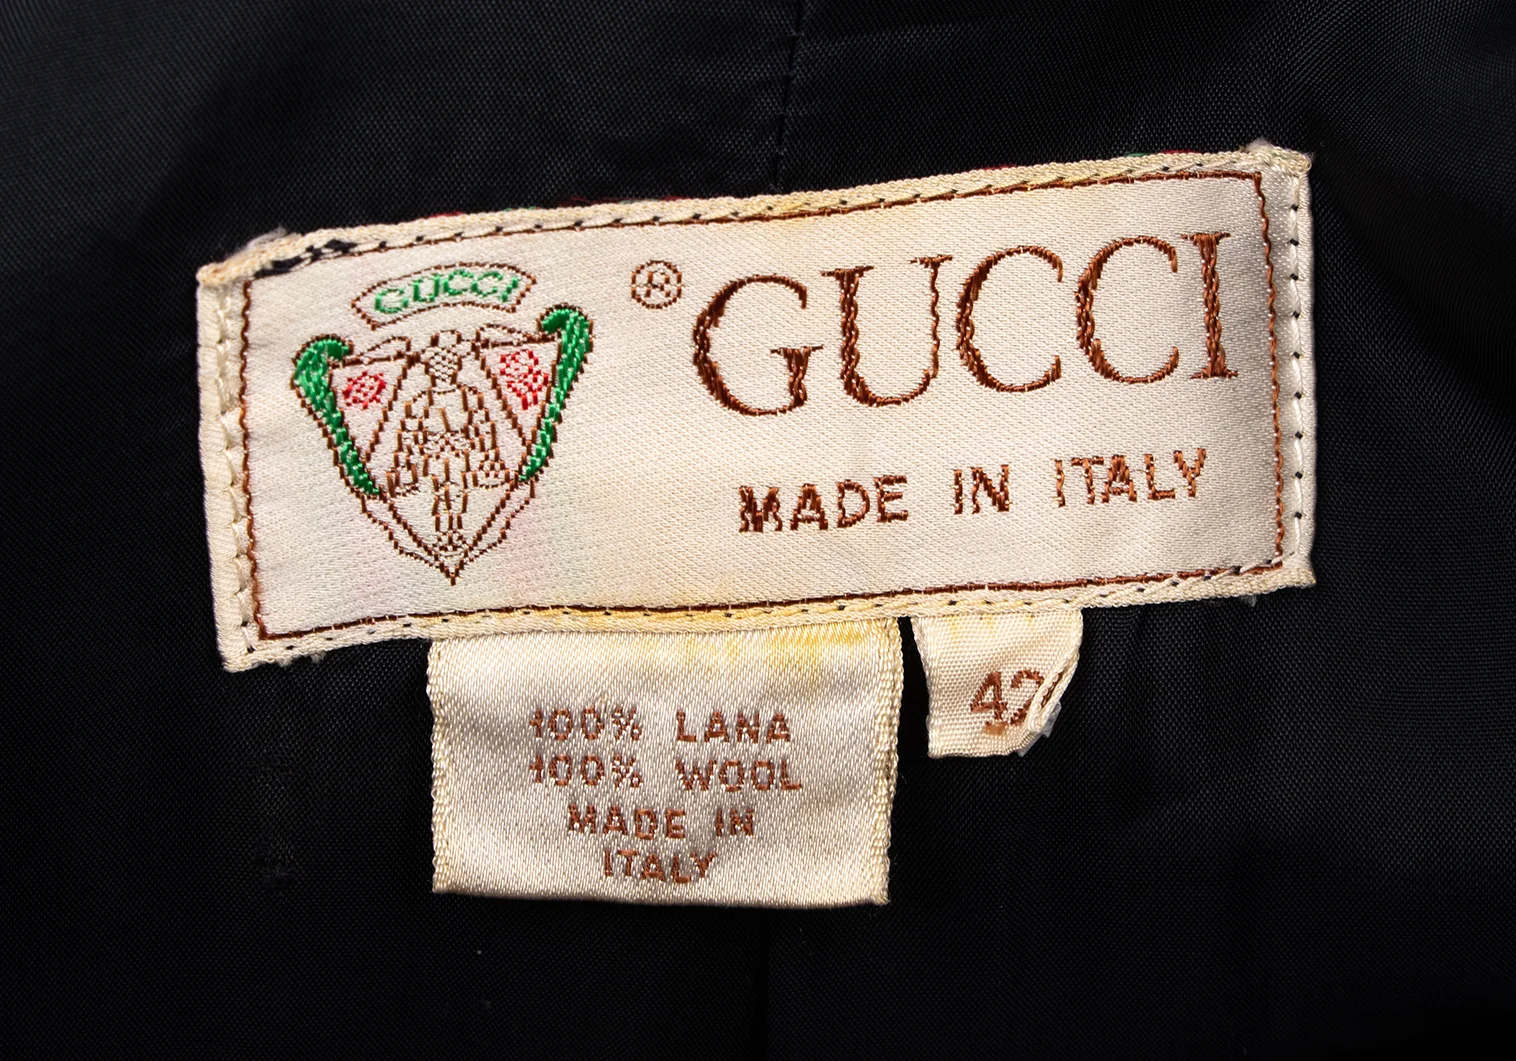 GUCCI
® GUCCI
MADE IN ITALY
100% LANA
100% WOOL
MADE IN
ITALY
42